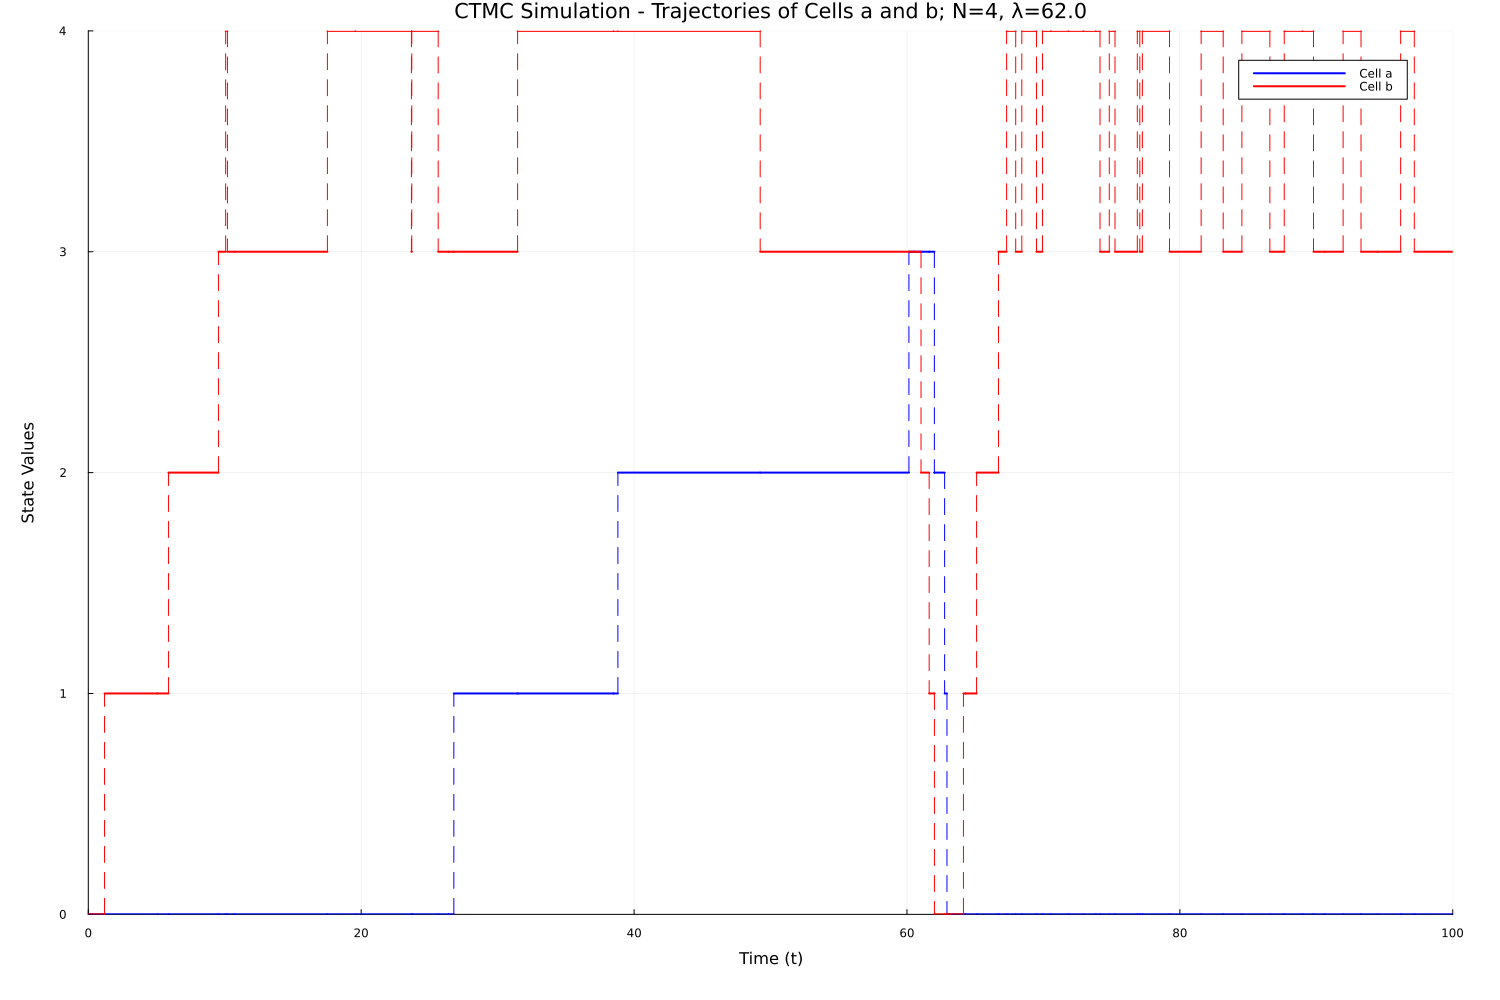 CTMC Simulation - Trajectories of Cells a and b; N=4, λ=62.0
4
3
2
1
0
State Values
Cell a
Cell b
0 20 40 60 80 100
Time (t)